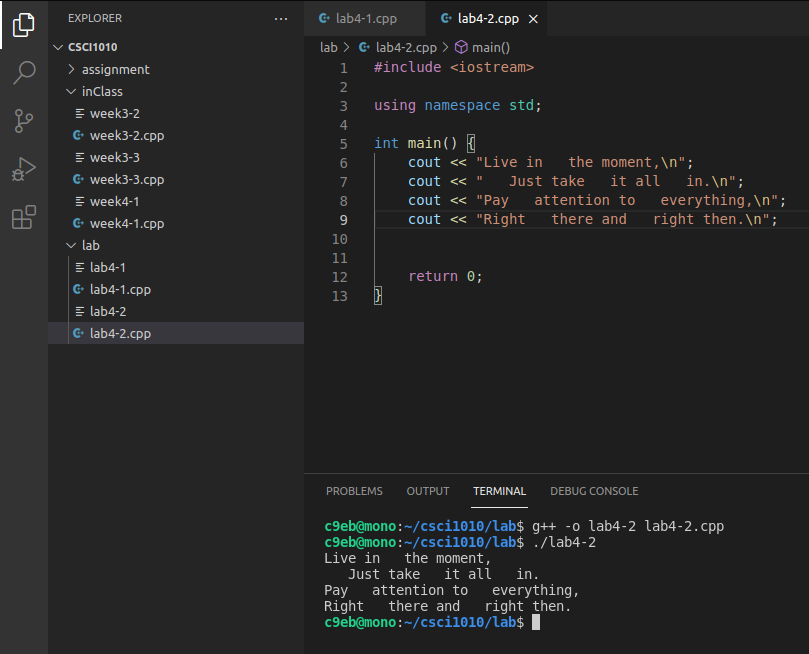 EXPLORER ···
CSCI1010
assignment
inClass
week3-2
week3-2.cpp
week3-3
week3-3.cpp
week4-1
week4-1.cpp
lab
lab4-1
lab4-1.cpp
lab4-2
lab4-2.cpp
lab4-1.cpp lab4-2.cpp ×
lab > lab4-2.cpp > main()
1 #include <iostream>
2
3 using namespace std;
4
5 int main() {
6     cout << "Live in   the moment,\n";
7     cout << "   Just take   it all   in.\n";
8     cout << "Pay   attention to   everything,\n";
9     cout << "Right   there and   right then.\n";
10
11
12     return 0;
13 }
PROBLEMS OUTPUT TERMINAL DEBUG CONSOLE
c9eb@mono:~/csci1010/lab$ g++ -o lab4-2 lab4-2.cpp
c9eb@mono:~/csci1010/lab$ ./lab4-2
Live in   the moment,
   Just take   it all   in.
Pay   attention to   everything,
Right   there and   right then.
c9eb@mono:~/csci1010/lab$